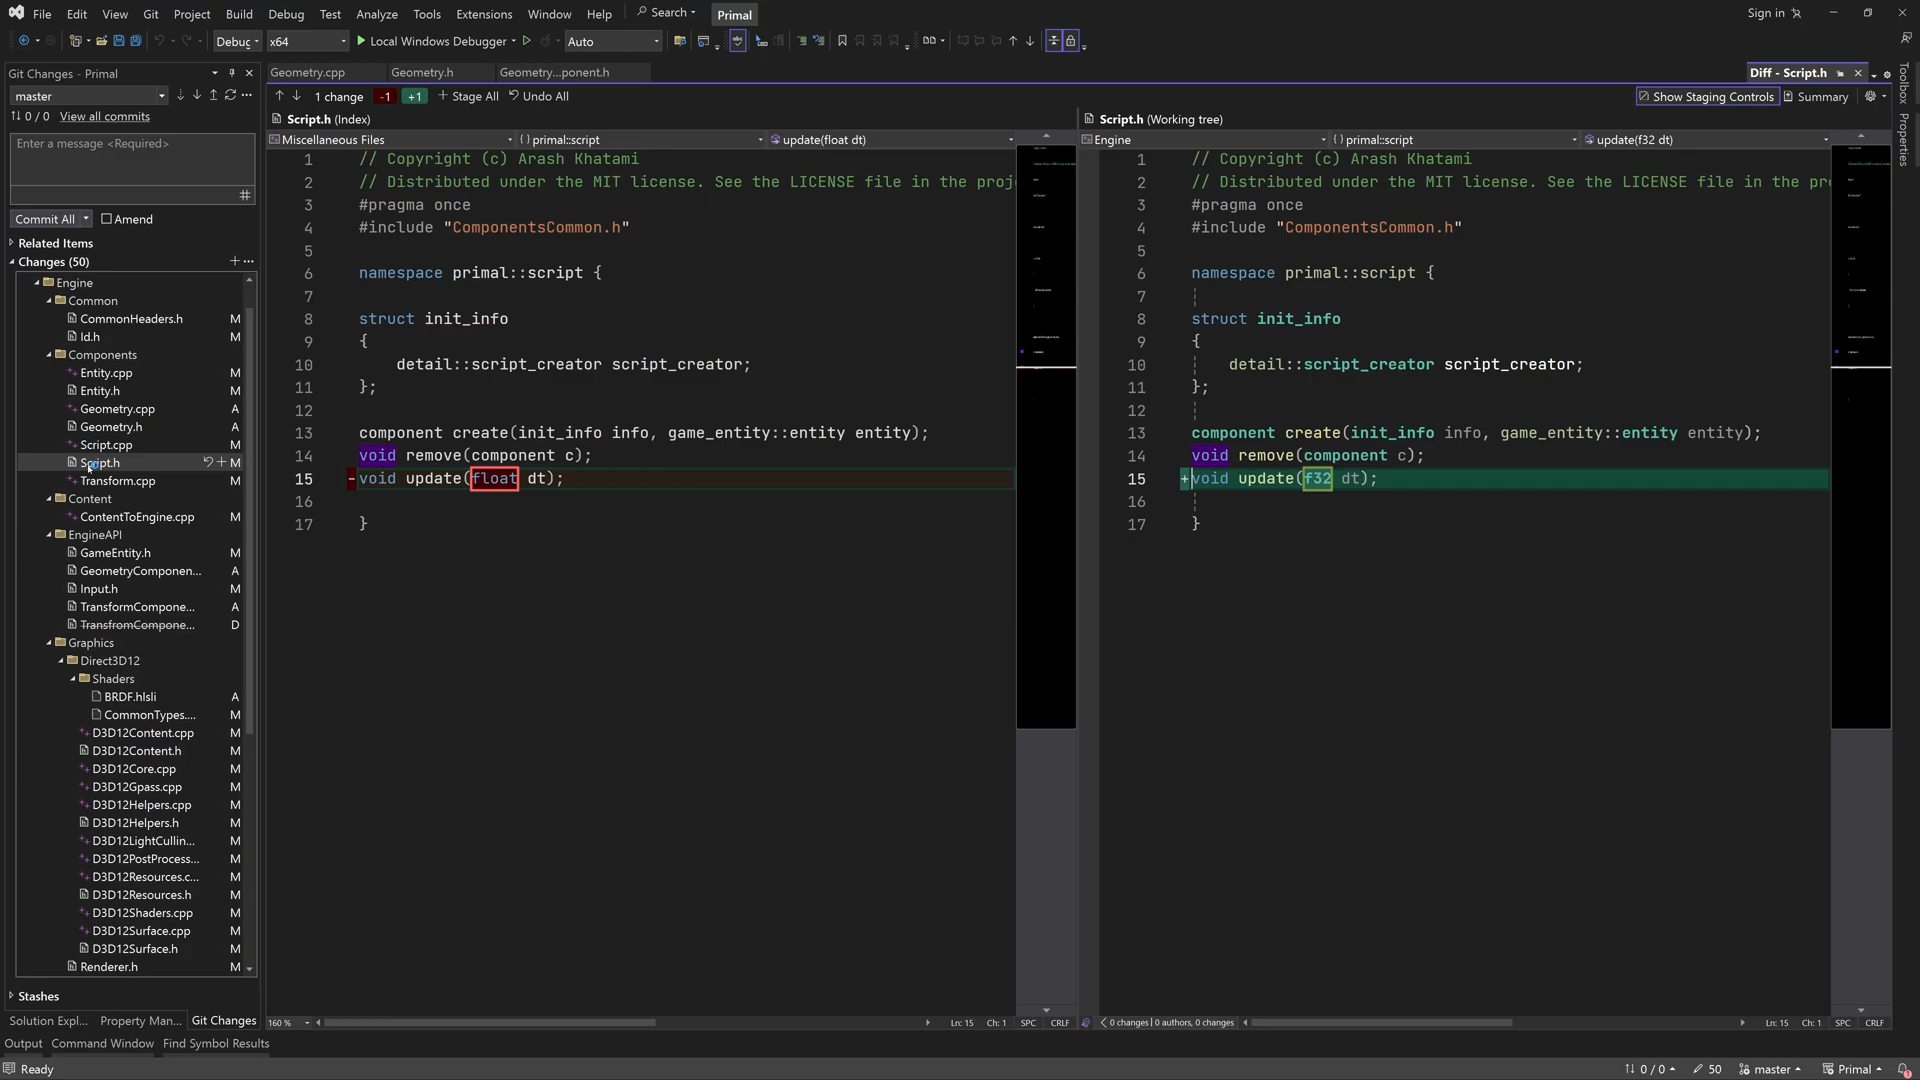 File Edit View Git Project Build Debug Test Analyze Tools Extensions Window Help Search Primal Sign in
Debug x64 Local Windows Debugger Auto
Git Changes - Primal
Geometry.cpp Geometry.h Geometry...ponent.h Diff - Script.h
master
1 change -1 +1 Stage All Undo All Show Staging Controls Summary
0 / 0 View all commits
Script.h (Index)
Script.h (Working tree)
Miscellaneous Files primal::script update(float dt)
Engine primal::script update(f32 dt)
Enter a message <Required>
Commit All Amend
Related Items
Changes (50)
Engine
Common
CommonHeaders.h M
Id.h M
Components
Entity.cpp M
Entity.h M
Geometry.cpp A
Geometry.h A
Script.cpp M
Script.h M
Transform.cpp M
Content
ContentToEngine.cpp M
EngineAPI
GameEntity.h M
GeometryComponen... A
Input.h M
TransformCompone... A
TransfromCompone... D
Graphics
Direct3D12
Shaders
BRDF.hlsli A
CommonTypes.... M
D3D12Content.cpp M
D3D12Content.h M
D3D12Core.cpp M
D3D12Gpass.cpp M
D3D12Helpers.cpp M
D3D12Helpers.h M
D3D12LightCullin... M
D3D12PostProcess... M
D3D12Resources.c... M
D3D12Resources.h M
D3D12Shaders.cpp M
D3D12Surface.cpp M
D3D12Surface.h M
Renderer.h M
Stashes
Solution Expl... Property Man... Git Changes
1 // Copyright (c) Arash Khatami
2 // Distributed under the MIT license. See the LICENSE file in the proj
3 #pragma once
4 #include "ComponentsCommon.h"
5
6 namespace primal::script {
7
8 struct init_info
9 {
10 detail::script_creator script_creator;
11 };
12
13 component create(init_info info, game_entity::entity entity);
14 void remove(component c);
15 -void update(float dt);
16
17 }
1 // Copyright (c) Arash Khatami
2 // Distributed under the MIT license. See the LICENSE file in the pr
3 #pragma once
4 #include "ComponentsCommon.h"
5
6 namespace primal::script {
7
8 struct init_info
9 {
10 detail::script_creator script_creator;
11 };
12
13 component create(init_info info, game_entity::entity entity);
14 void remove(component c);
15 +void update(f32 dt);
16
17 }
160 % Ln: 15 Ch: 1 SPC CRLF
0 changes | 0 authors, 0 changes Ln: 15 Ch: 1 SPC CRLF
Toolbox
Properties
Output Command Window Find Symbol Results
Ready 0 / 0 50 master Primal